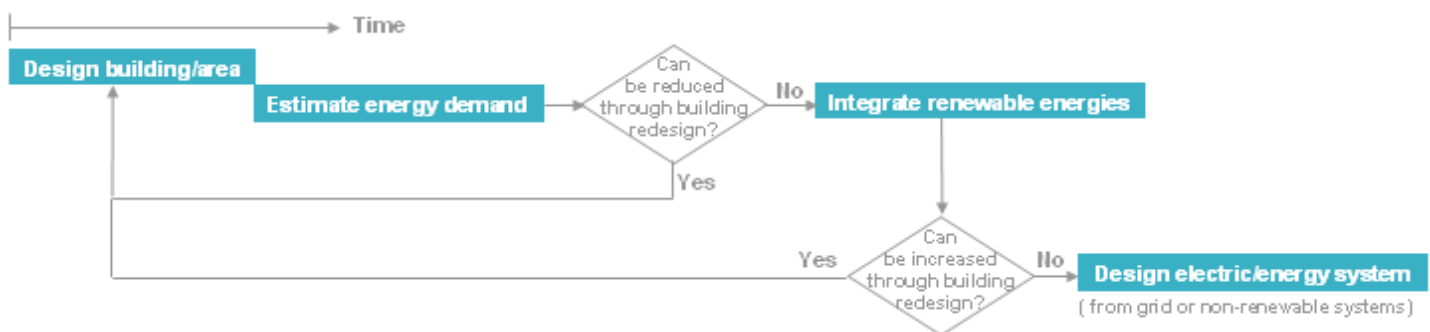 Time
Design building/area
Estimate energy demand
Can
be reduced
through building
redesign?
No
Integrate renewable energies
Yes
Can
be increased
through building
redesign?
Yes
No
Design electric/energy system
( from grid or non-renewable systems )